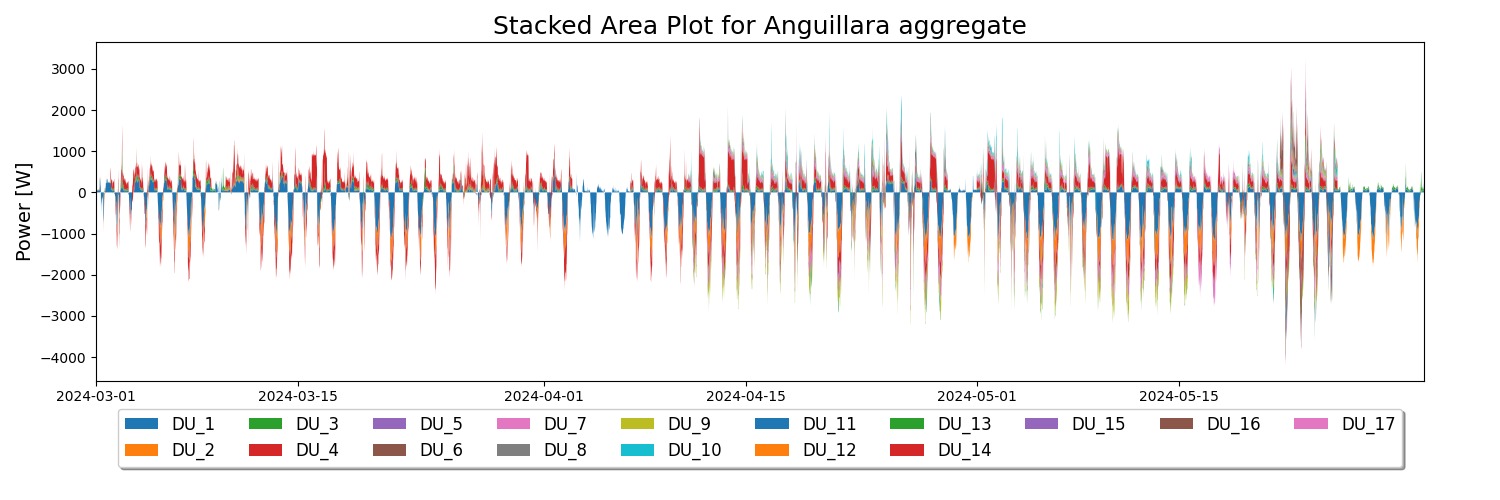 Stacked Area Plot for Anguillara aggregate
Power [W]
3000
2000
1000
0
−1000
−2000
−3000
−4000
2024-03-01 2024-03-15 2024-04-01 2024-04-15 2024-05-01 2024-05-15
DU_1 DU_3 DU_5 DU_7 DU_9 DU_11 DU_13 DU_15 DU_16 DU_17
DU_2 DU_4 DU_6 DU_8 DU_10 DU_12 DU_14